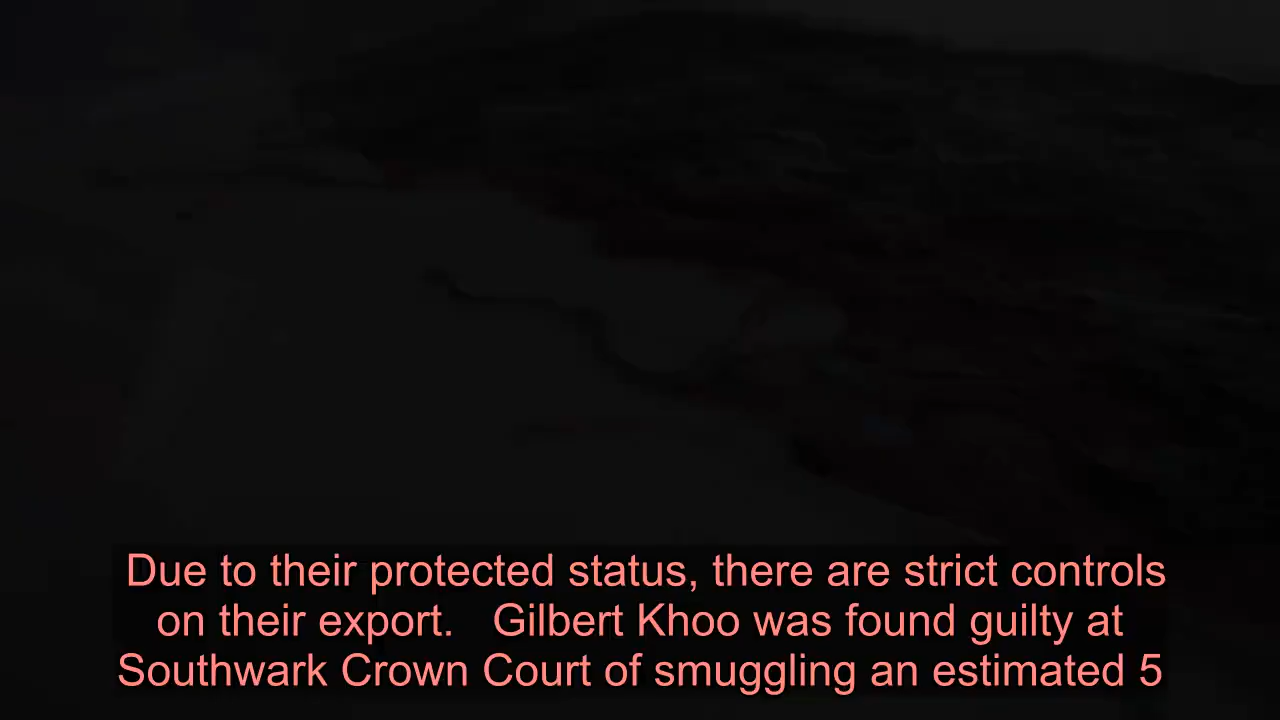 Due to their protected status, there are strict controls
on their export. Gilbert Khoo was found guilty at
Southwark Crown Court of smuggling an estimated 5